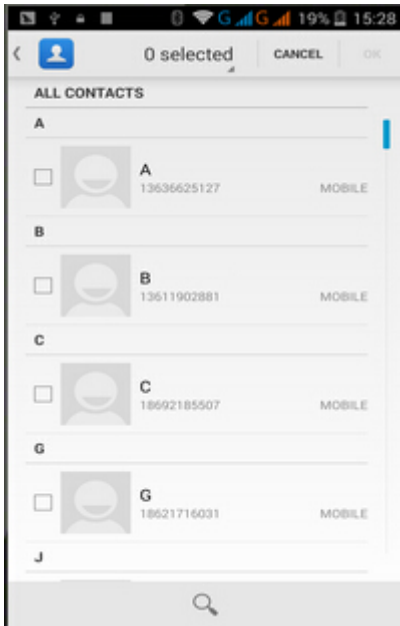 G G 19% 15:28
0 selected CANCEL OK
ALL CONTACTS
A
A
13636625127 MOBILE
B
B
13611902881 MOBILE
C
C
18692185507 MOBILE
G
G
18621716031 MOBILE
J